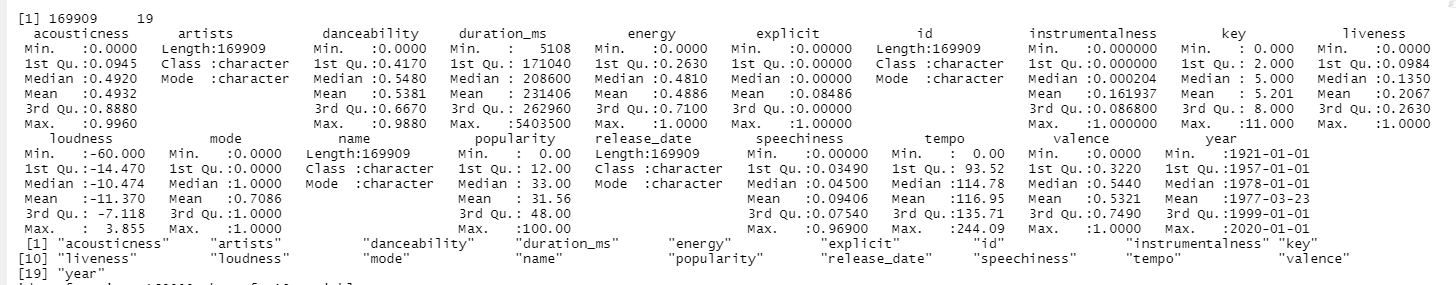 [1] 169909     19
  acousticness     artists          danceability     duration_ms         energy          explicit          id            instrumentalness        key            liveness
 Min.   :0.0000   Length:169909      Min.   :0.0000   Min.   :   5108   Min.   :0.0000   Min.   :0.00000   Length:169909      Min.   :0.000000   Min.   : 0.000   Min.   :0.0000
 1st Qu.:0.0945   Class :character   1st Qu.:0.4170   1st Qu.: 171040   1st Qu.:0.2630   1st Qu.:0.00000   Class :character   1st Qu.:0.000000   1st Qu.: 2.000   1st Qu.:0.0984
 Median :0.4920   Mode  :character   Median :0.5480   Median : 208600   Median :0.4810   Median :0.00000   Mode  :character   Median :0.000204   Median : 5.000   Median :0.1350
 Mean   :0.4932                      Mean   :0.5381   Mean   : 231406   Mean   :0.4886   Mean   :0.08486                      Mean   :0.161937   Mean   : 5.201   Mean   :0.2067
 3rd Qu.:0.8880                      3rd Qu.:0.6670   3rd Qu.: 262960   3rd Qu.:0.7100   3rd Qu.:0.00000                      3rd Qu.:0.086800   3rd Qu.: 8.000   3rd Qu.:0.2630
 Max.   :0.9960                      Max.   :0.9880   Max.   :5403500   Max.   :1.0000   Max.   :1.00000                      Max.   :1.000000   Max.   :11.000   Max.   :1.0000
    loudness            mode            name             popularity     release_date        speechiness          tempo           valence            year
 Min.   :-60.000   Min.   :0.0000   Length:169909      Min.   :  0.00   Length:169909      Min.   :0.00000   Min.   :  0.00   Min.   :0.0000   Min.   :1921-01-01
 1st Qu.:-14.470   1st Qu.:0.0000   Class :character   1st Qu.: 12.00   Class :character   1st Qu.:0.03490   1st Qu.: 93.52   1st Qu.:0.3220   1st Qu.:1957-01-01
 Median :-10.474   Median :1.0000   Mode  :character   Median : 33.00   Mode  :character   Median :0.04500   Median :114.78   Median :0.5440   Median :1978-01-01
 Mean   :-11.370   Mean   :0.7086                      Mean   : 31.56                      Mean   :0.09406   Mean   :116.95   Mean   :0.5321   Mean   :1977-03-23
 3rd Qu.: -7.118   3rd Qu.:1.0000                      3rd Qu.: 48.00                      3rd Qu.:0.07540   3rd Qu.:135.71   3rd Qu.:0.7490   3rd Qu.:1999-01-01
 Max.   :  3.855   Max.   :1.0000                      Max.   :100.00                      Max.   :0.96900   Max.   :244.09   Max.   :1.0000   Max.   :2020-01-01
 [1] "acousticness"     "artists"          "danceability"     "duration_ms"      "energy"           "explicit"         "id"               "instrumentalness" "key"
[10] "liveness"         "loudness"         "mode"             "name"             "popularity"       "release_date"     "speechiness"      "tempo"            "valence"
[19] "year"